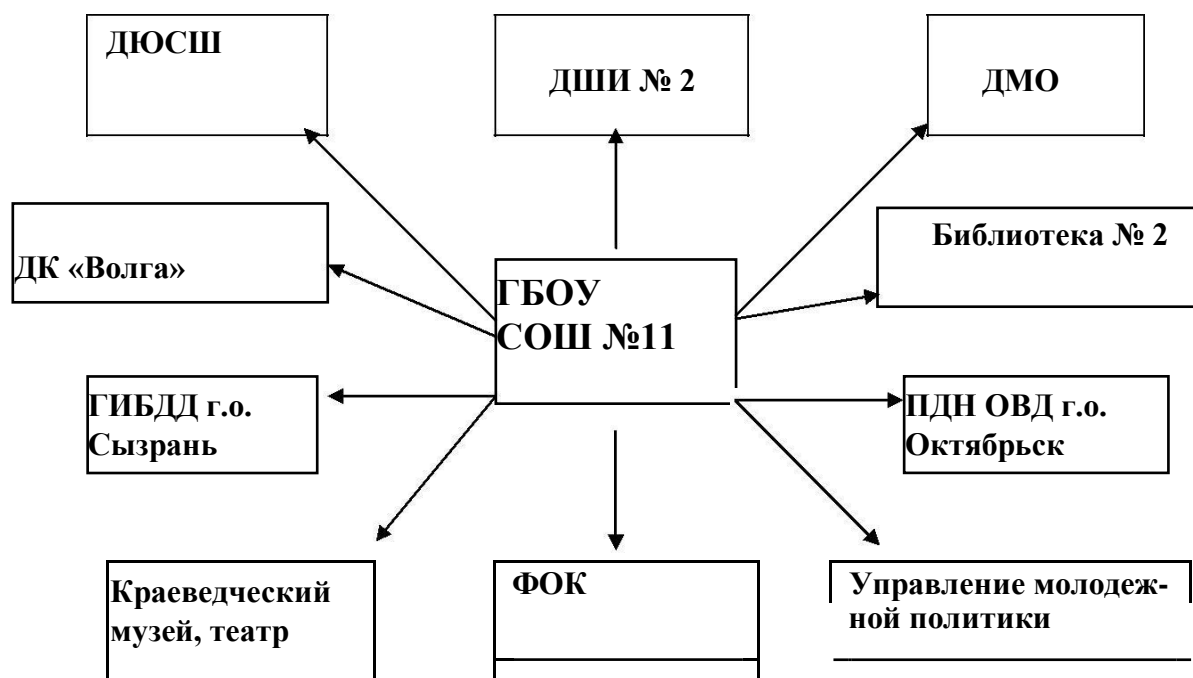 ДЮСШ
ДШИ № 2
ДМО
ДК «Волга»
Библиотека № 2
ГБОУ
СОШ №11
ГИБДД г.о.
Сызрань
ПДН ОВД г.о.
Октябрьск
Краеведческий
музей, театр
ФОК
Управление молодеж-
ной политики